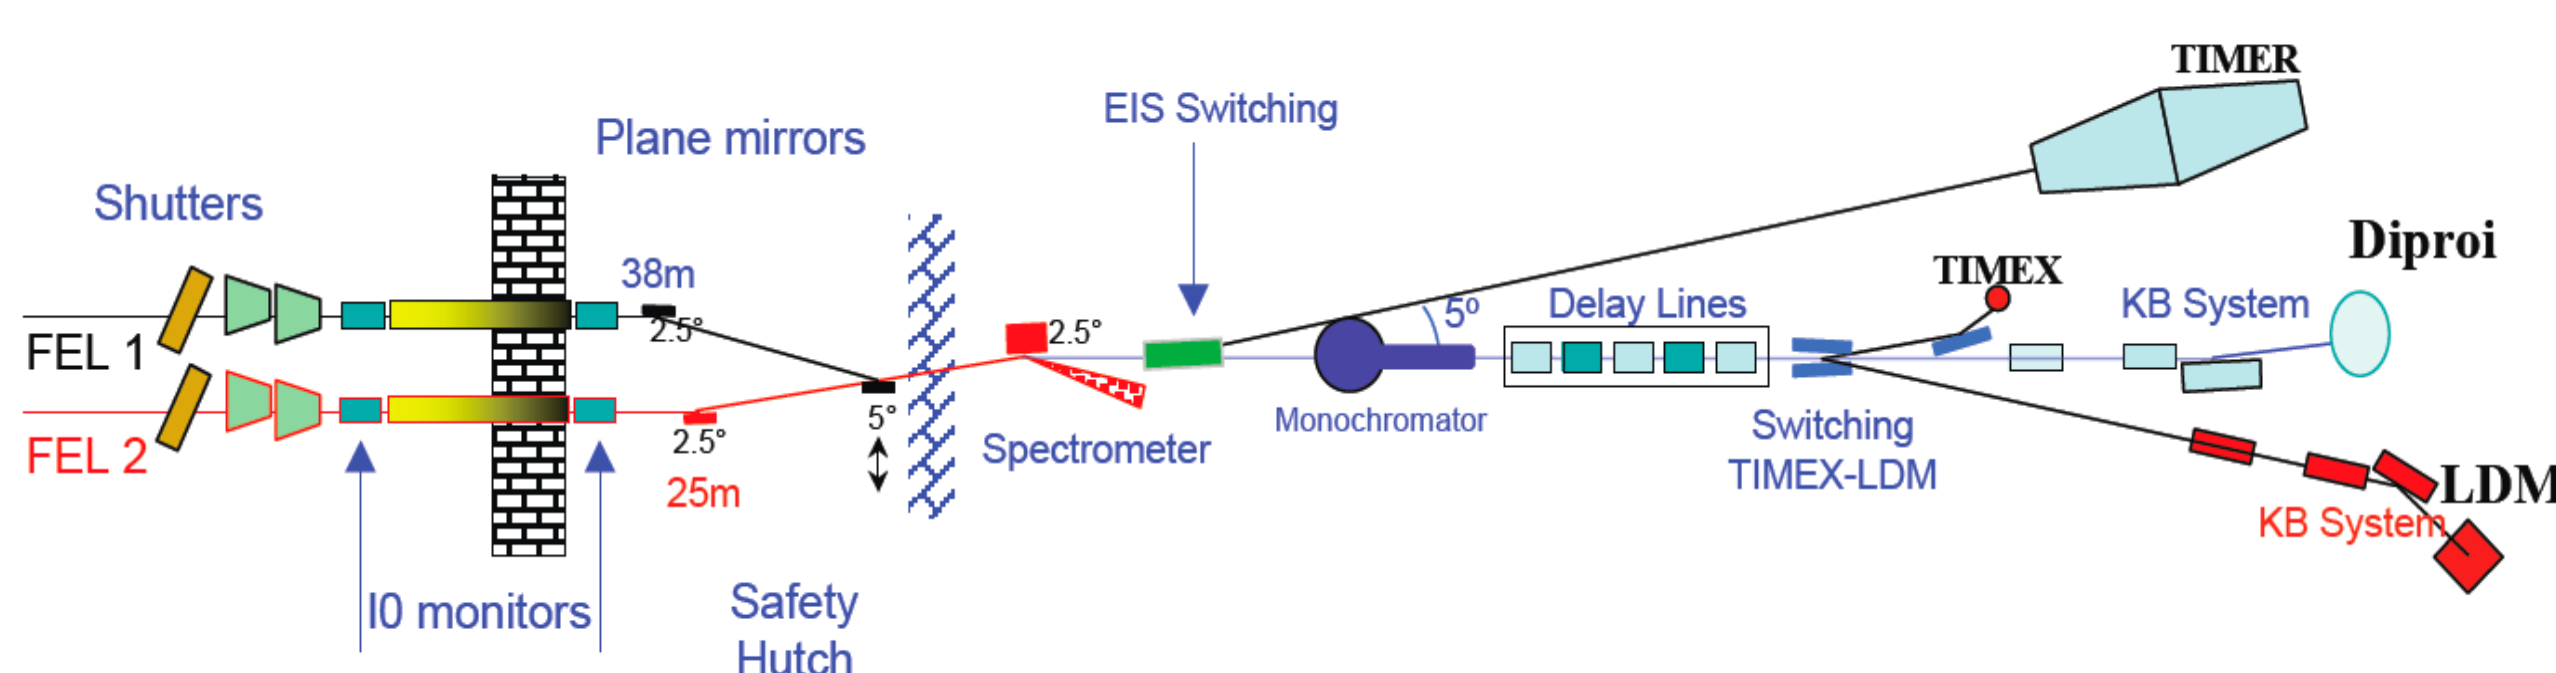 TIMER
EIS Switching
Plane mirrors
Shutters
Diproi
38m
TIMEX
2.5°
2.5°
5º
Delay Lines
KB System
FEL 1
FEL 2
2.5°
25m
5°
Spectrometer
Monochromator
Switching
TIMEX-LDM
LDM
KB System
I0 monitors
Safety
Hutch